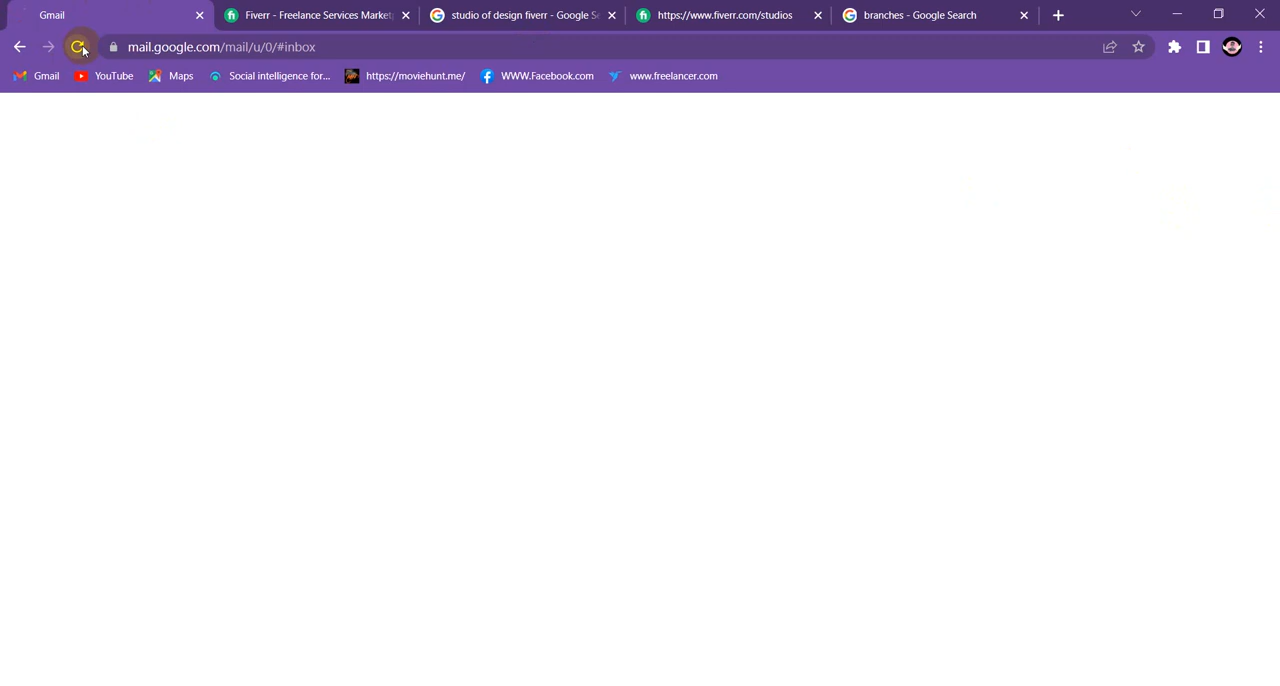 Gmail
Fiverr - Freelance Services Market
studio of design fiverr - Google Se
https://www.fiverr.com/studios
branches - Google Search
mail.google.com/mail/u/0/#inbox
Gmail
YouTube
Maps
Social intelligence for...
https://moviehunt.me/
WWW.Facebook.com
www.freelancer.com